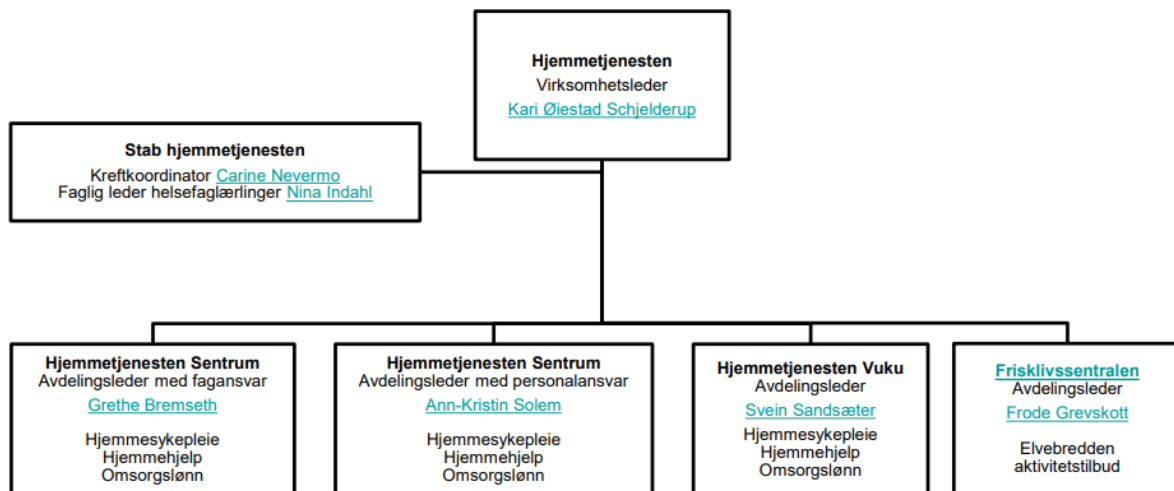 Hjemmetjenesten
Virksomhetsleder
Kari Øiestad Schjelderup
Stab hjemmetjenesten
Kreftkoordinator Carine Nevermo
Faglig leder helsefaglærlinger Nina Indahl
Hjemmetjenesten Sentrum
Avdelingsleder med fagansvar
Grethe Bremseth
Hjemmesykepleie
Hjemmehjelp
Omsorgslønn
Hjemmetjenesten Sentrum
Avdelingsleder med personalansvar
Ann-Kristin Solem
Hjemmesykepleie
Hjemmehjelp
Omsorgslønn
Hjemmetjenesten Vuku
Avdelingsleder
Svein Sandsæter
Hjemmesykepleie
Hjemmehjelp
Omsorgslønn
Frisklivssentralen
Avdelingsleder
Frode Grevskott
Elvebredden
aktivitetstilbud